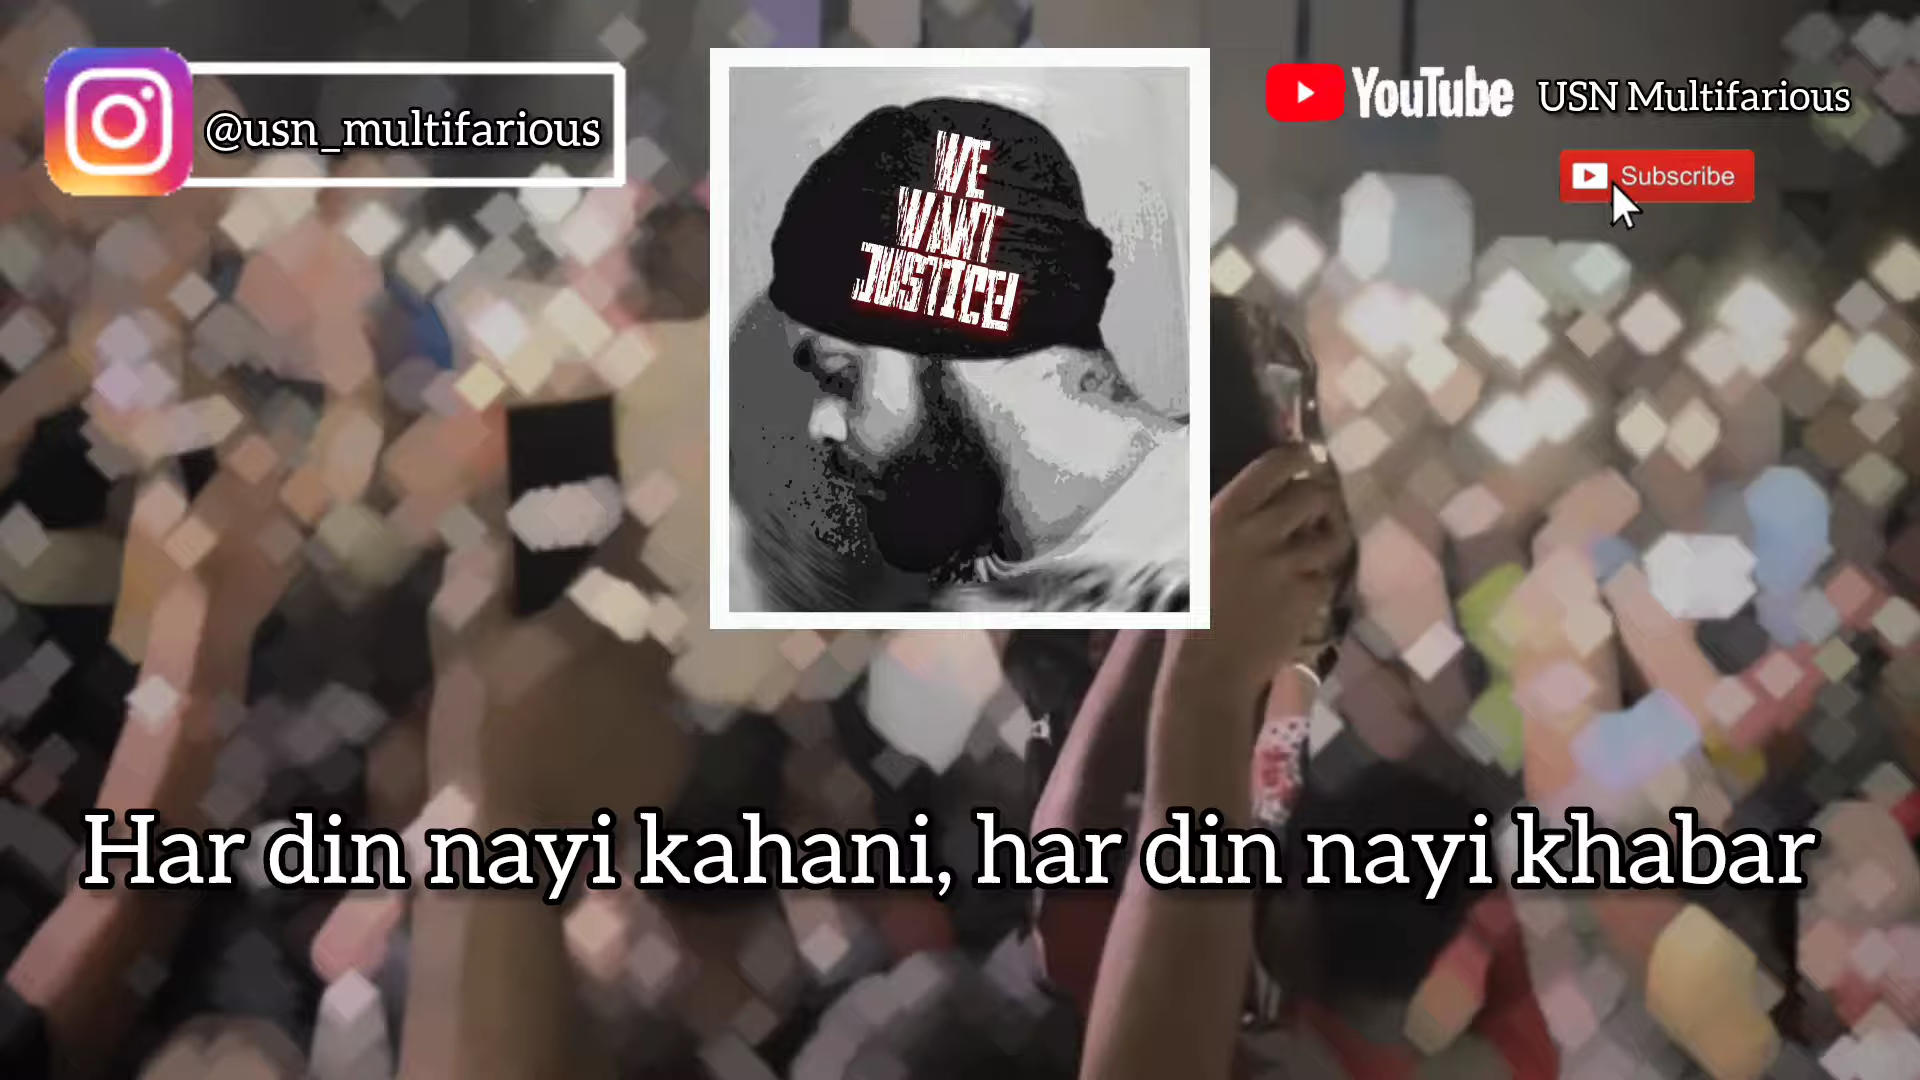 @usn_multifarious
YouTube USN Multifarious
Subscribe
WE
WANT
JUSTICE!
Har din nayi kahani, har din nayi khabar